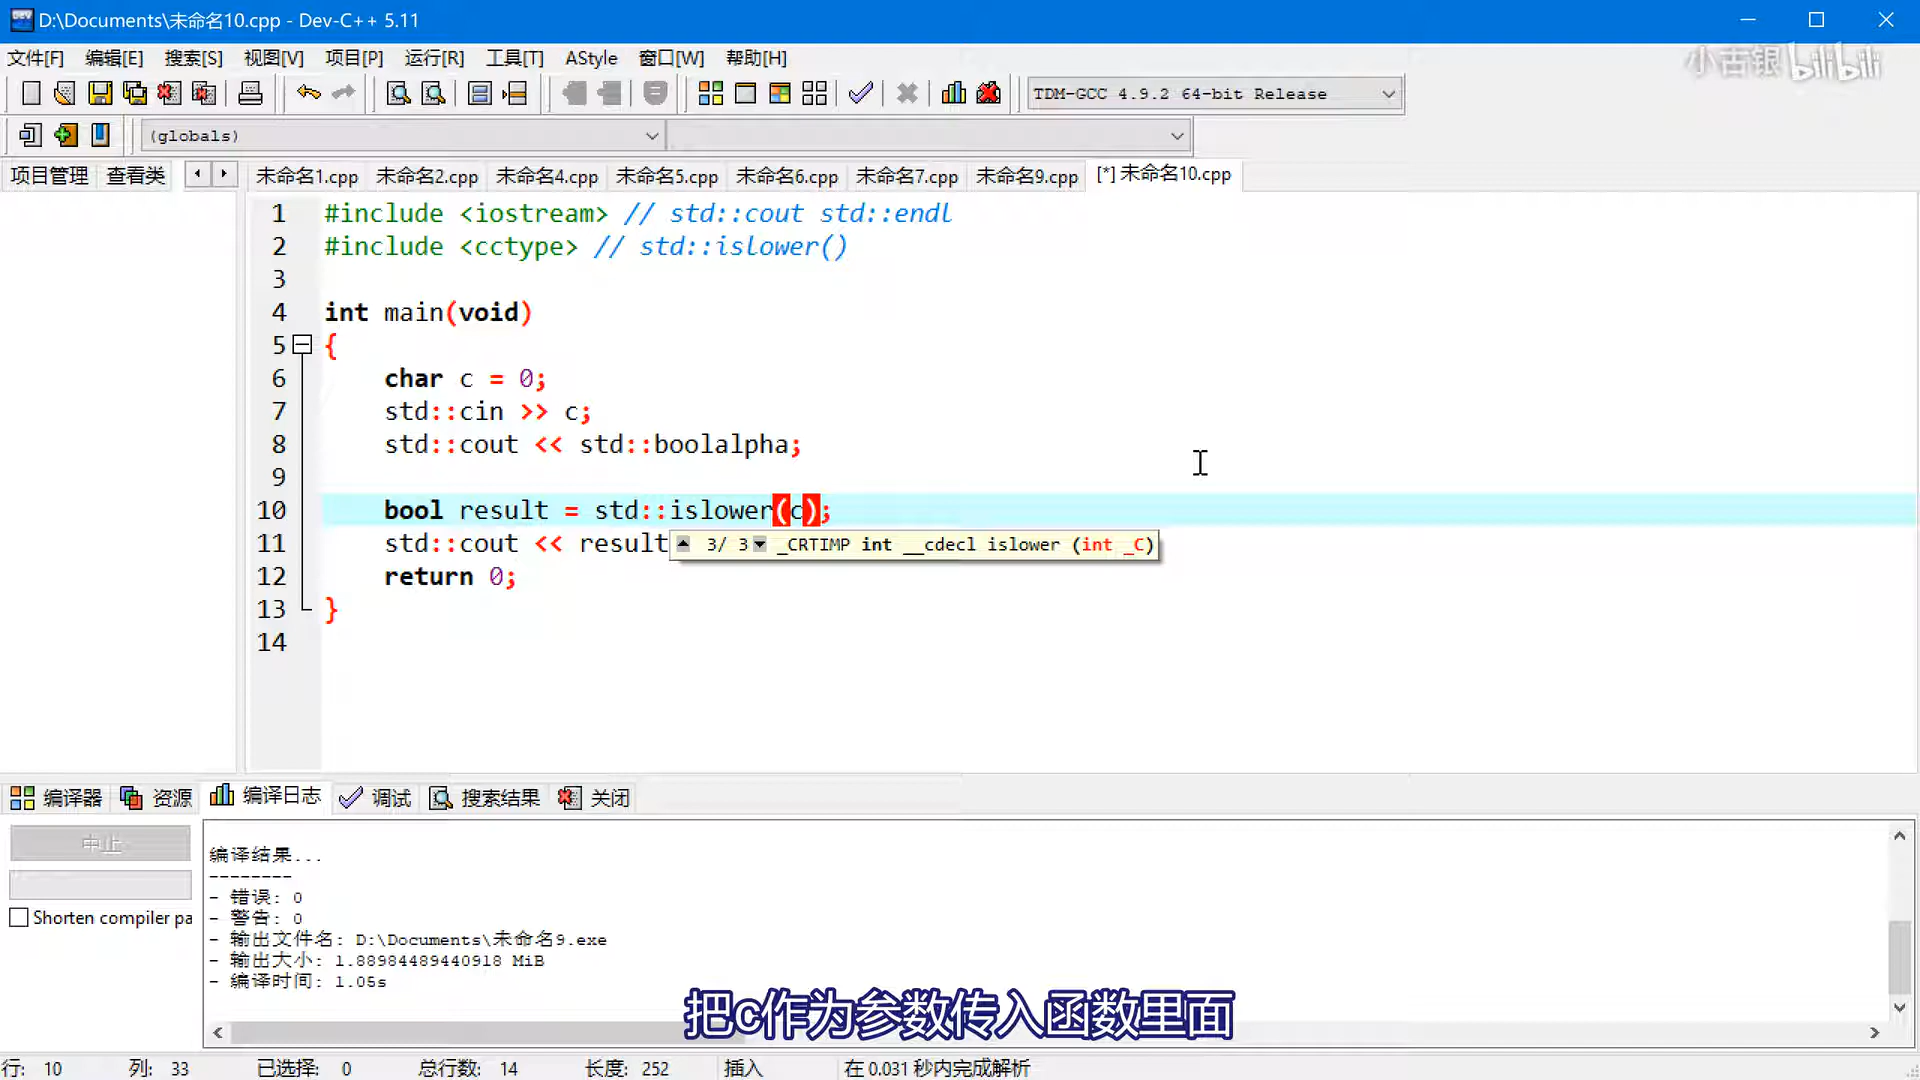 D:\Documents\未命名10.cpp - Dev-C++ 5.11
文件[F] 编辑[E] 搜索[S] 视图[V] 项目[P] 运行[R] 工具[T] AStyle 窗口[W] 帮助[H]
小古银 bilibili
TDM-GCC 4.9.2 64-bit Release
(globals)
项目管理 查看类 未命名1.cpp 未命名2.cpp 未命名4.cpp 未命名5.cpp 未命名6.cpp 未命名7.cpp 未命名9.cpp [*] 未命名10.cpp
1 #include <iostream> // std::cout std::endl
2 #include <cctype> // std::islower()
3
4 int main(void)
5 {
6 char c = 0;
7 std::cin >> c;
8 std::cout << std::boolalpha;
9
10 bool result = std::islower(c);
11 std::cout << result
3/ 3 _CRTIMP int __cdecl islower (int _C)
12 return 0;
13 }
14
编译器 资源 编译日志 调试 搜索结果 关闭
中止
Shorten compiler pa
编译结果...
--------
- 错误: 0
- 警告: 0
- 输出文件名: D:\Documents\未命名9.exe
- 输出大小: 1.88984489440918 MiB
- 编译时间: 1.05s
把c作为参数传入函数里面
行: 10 列: 33 已选择: 0 总行数: 14 长度: 252 插入 在 0.031 秒内完成解析